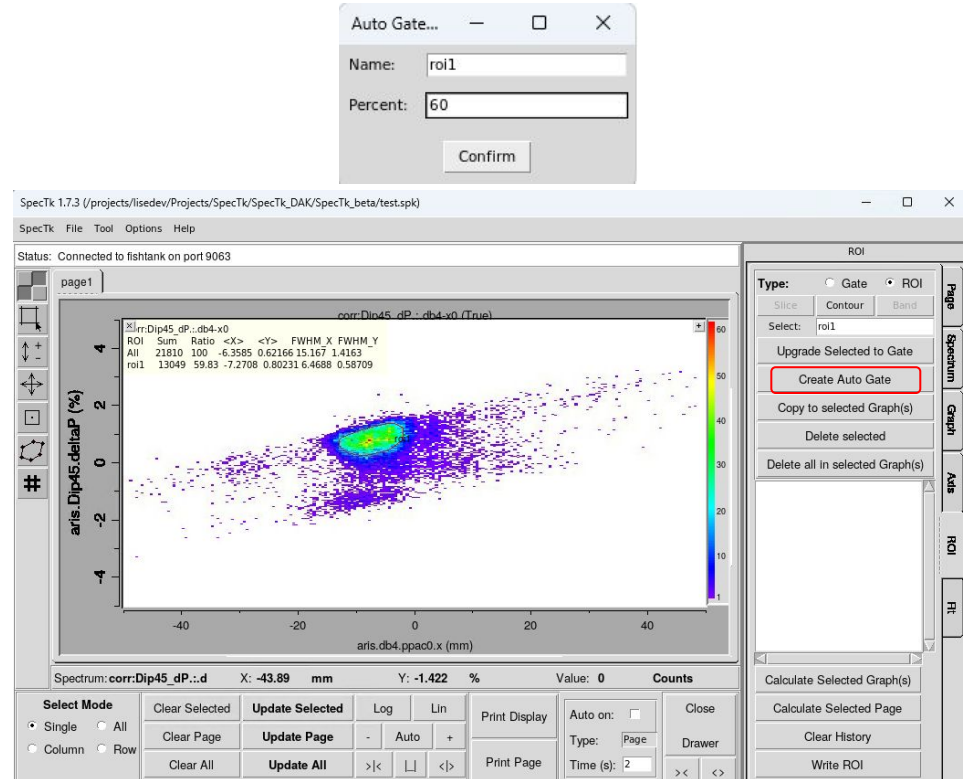 Auto Gate...
Name: roi1
Percent: 60
Confirm
SpecTk 1.7.3 (/projects/lisedev/Projects/SpecTk/SpecTk_DAK/SpecTk_beta/test.spk)
SpecTk File Tool Options Help
Status: Connected to fishtank on port 9063
page1
corr:Dip45_dP.:.db4-x0 (True)
rr:Dip45_dP.:.db4-x0
ROI Sum Ratio <X> <Y> FWHM_X FWHM_Y
All 21810 100 -6.3585 0.62166 15.167 1.4163
roi1 13049 59.83 -7.2708 0.80231 6.4688 0.58709
aris.Dip45.deltaP (%)
4
2
0
-2
-4
60
50
40
30
20
10
1
-40 -20 0 20 40
aris.db4.ppac0.x (mm)
Spectrum: corr:Dip45_dP.:.d X: -43.89 mm Y: -1.422 % Value: 0 Counts
Select Mode
Single All
Column Row
Clear Selected Update Selected Log Lin
Clear Page Update Page - Auto +
Clear All Update All >|< |_| <|>
Print Display
Print Page
Auto on:
Type: Page
Time (s): 2
Close
Drawer
>< <>
ROI
Type: Gate ROI
Slice Contour Band
Select: roi1
Upgrade Selected to Gate
Create Auto Gate
Copy to selected Graph(s)
Delete selected
Delete all in selected Graph(s)
Calculate Selected Graph(s)
Calculate Selected Page
Clear History
Write ROI
Page
Spectrum
Graph
Axis
ROI
Fit